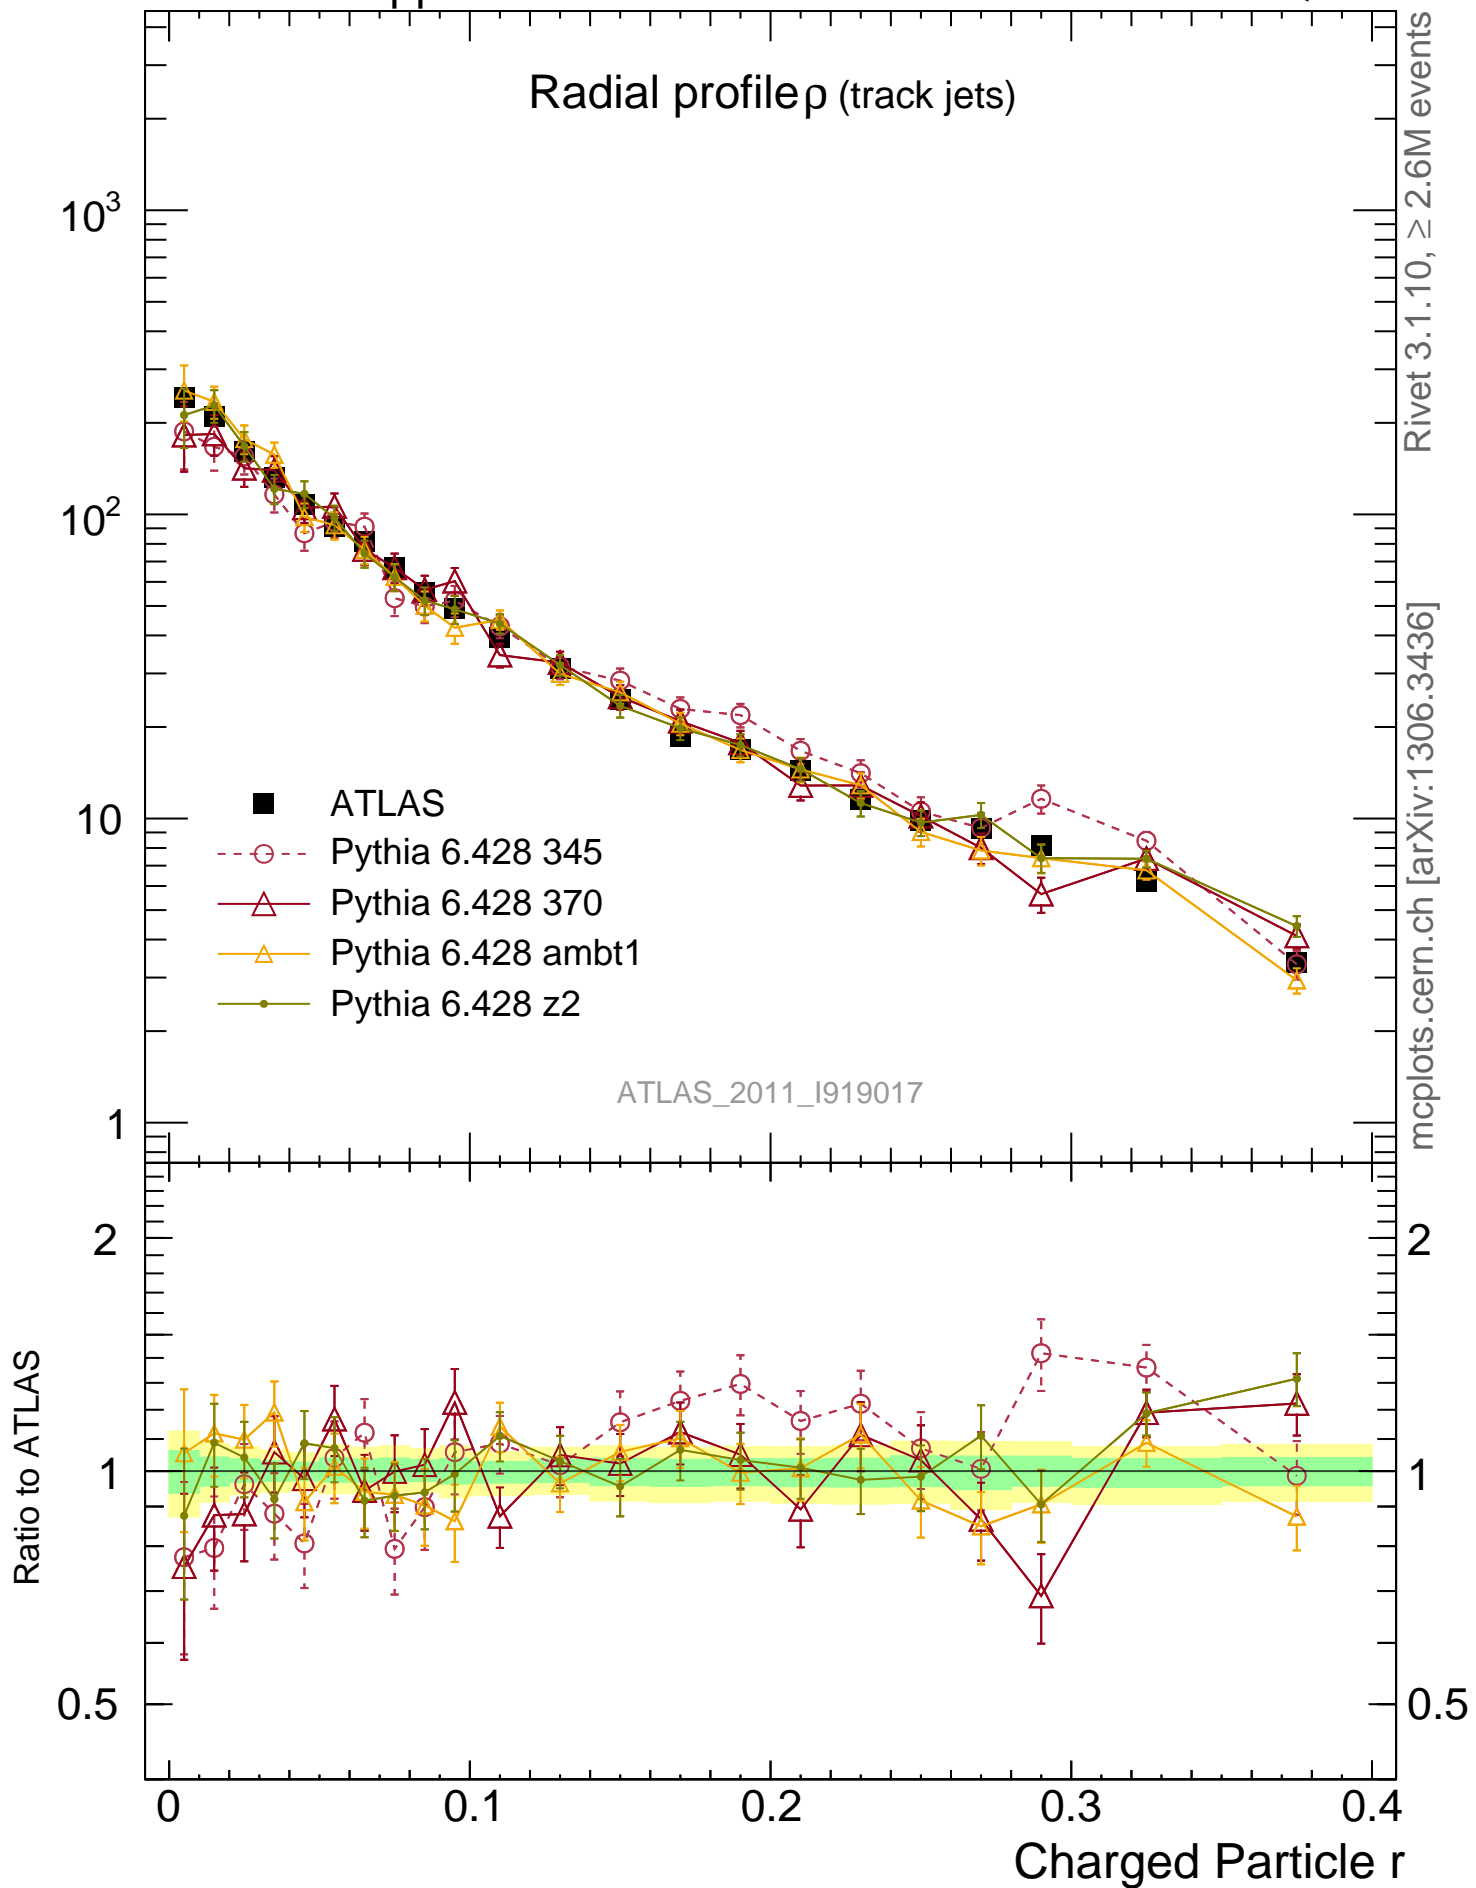 pp
Radial profile ρ (track jets)
10³
10²
10
1
ATLAS
Pythia 6.428 345
Pythia 6.428 370
Pythia 6.428 ambt1
Pythia 6.428 z2
ATLAS_2011_I919017
Rivet 3.1.10, ≥ 2.6M events
mcplots.cern.ch [arXiv:1306.3436]
Ratio to ATLAS
2
1
0.5
2
1
0.5
0 0.1 0.2 0.3 0.4
Charged Particle r